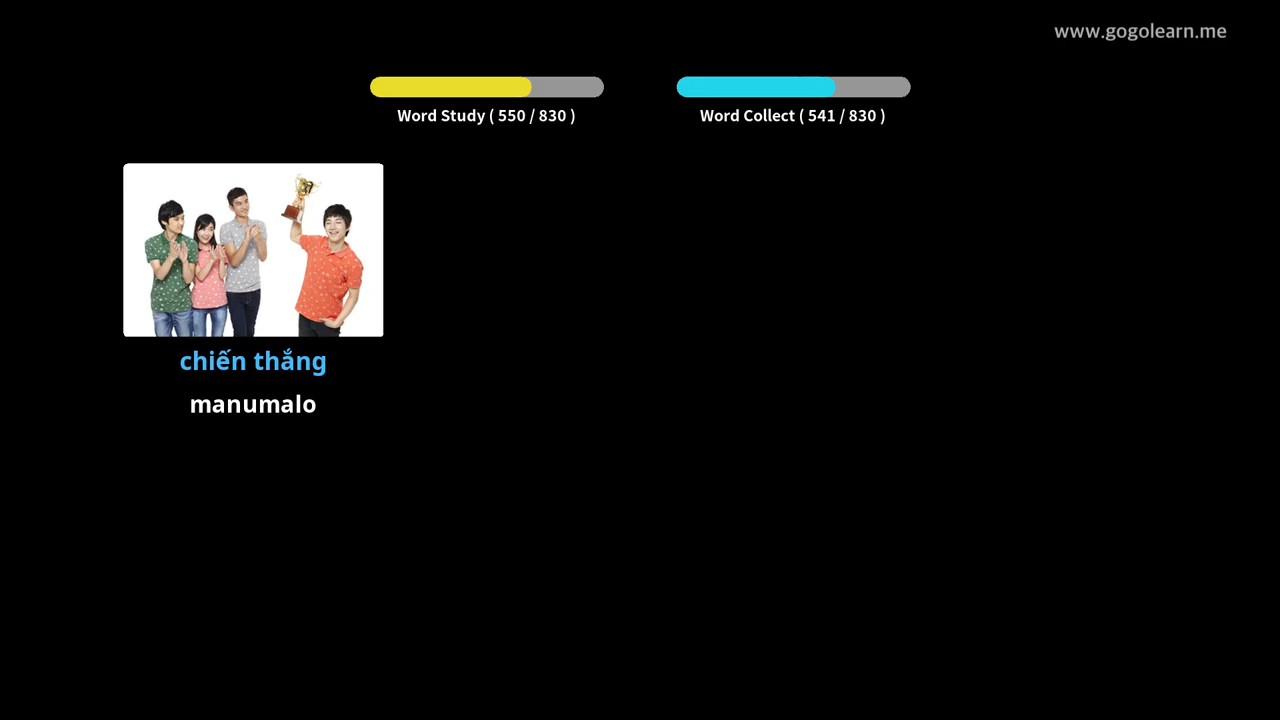 www.gogolearn.me
Word Study ( 550 / 830 )
Word Collect ( 541 / 830 )
chiến thắng
manumalo